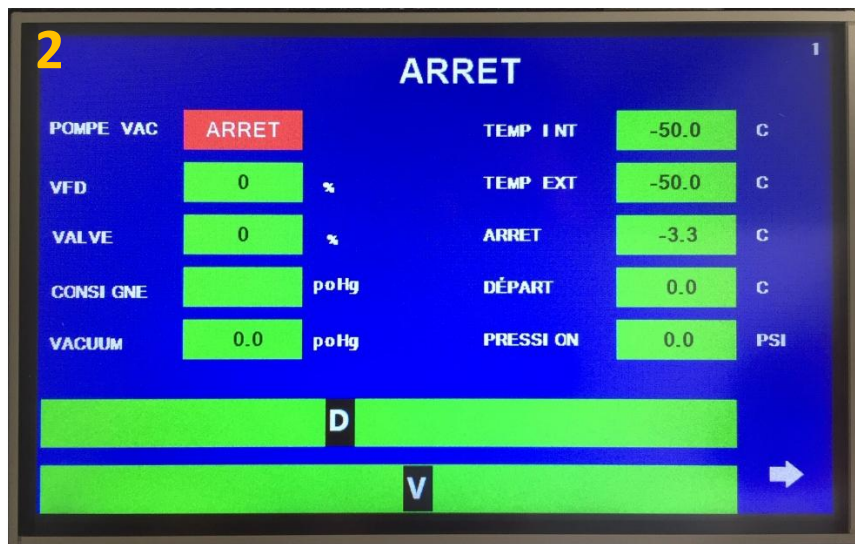 2
1
ARRET
POMPE VAC ARRET TEMP INT -50.0 C
VFD 0 % TEMP EXT -50.0 C
VALVE 0 % ARRET -3.3 C
CONSIGNE poHg DÉPART 0.0 C
VACUUM 0.0 poHg PRESSION 0.0 PSI
D
V